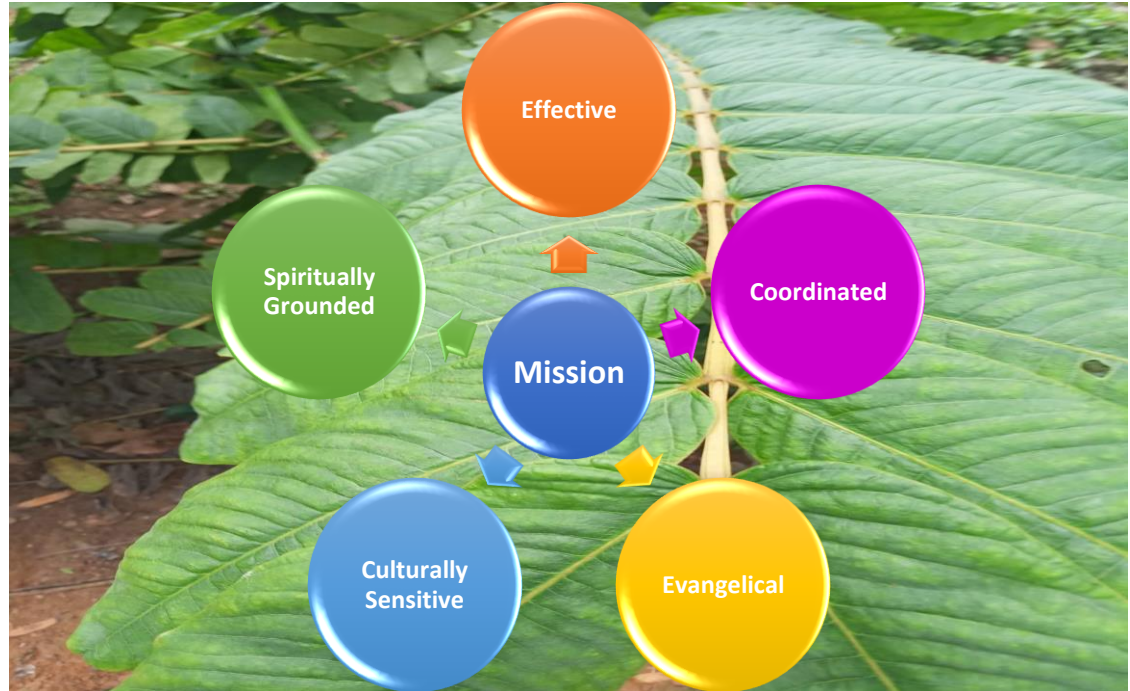 Effective
Spiritually
Grounded
Coordinated
Mission
Culturally
Sensitive
Evangelical